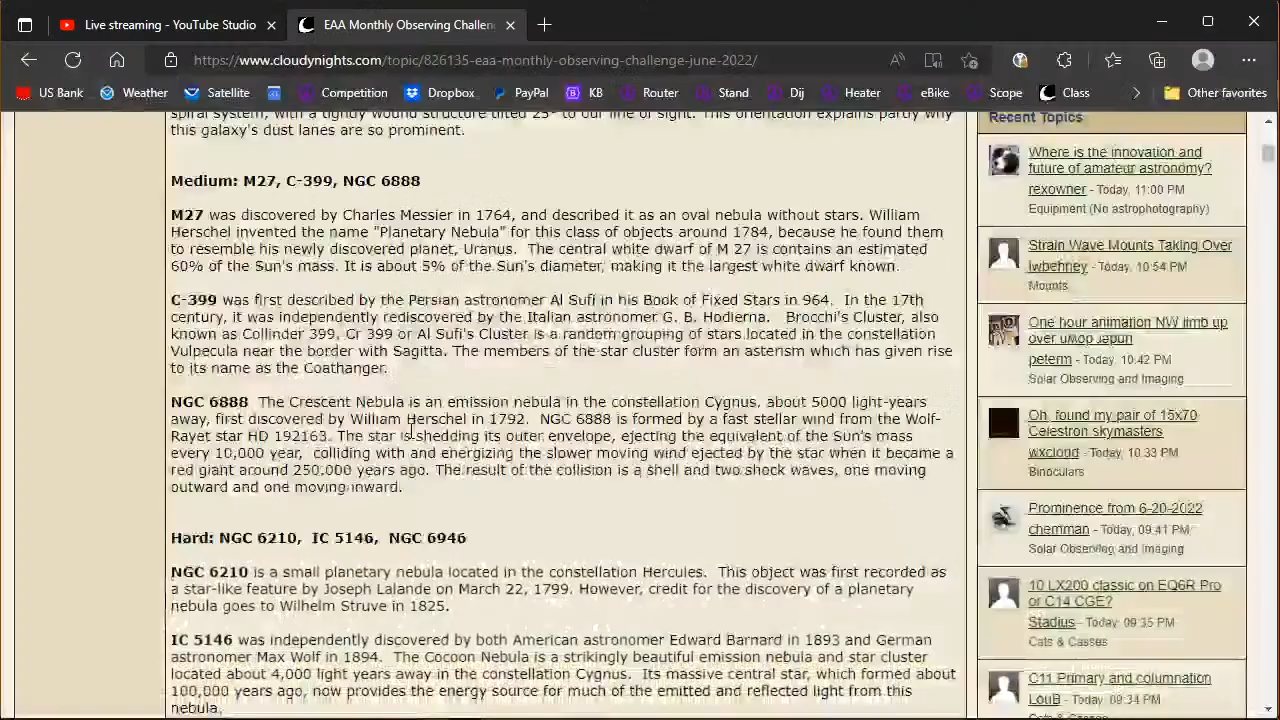 Live streaming - YouTube Studio
EAA Monthly Observing Challen
https://www.cloudynights.com/topic/826135-eaa-monthly-observing-challenge-june-2022/
US Bank
Weather
Satellite
Competition
Dropbox
PayPal
KB
Router
Stand
Dij
Heater
eBike
Scope
Class
Other favorites
spiral system, with a tightly wound structure tilted 25° to our line of sight. This orientation explains partly why
this galaxy's dust lanes are so prominent.
Medium: M27, C-399, NGC 6888
M27 was discovered by Charles Messier in 1764, and described it as an oval nebula without stars. William
Herschel invented the name "Planetary Nebula" for this class of objects around 1784, because he found them
to resemble his newly discovered planet, Uranus. The central white dwarf of M 27 is contains an estimated
60% of the Sun's mass. It is about 5% of the Sun's diameter, making it the largest white dwarf known.
C-399 was first described by the Persian astronomer Al Sufi in his Book of Fixed Stars in 964. In the 17th
century, it was independently rediscovered by the Italian astronomer G. B. Hodierna. Brocchi's Cluster, also
known as Collinder 399, Cr 399 or Al Sufi's Cluster is a random grouping of stars located in the constellation
Vulpecula near the border with Sagitta. The members of the star cluster form an asterism which has given rise
to its name as the Coathanger.
NGC 6888 The Crescent Nebula is an emission nebula in the constellation Cygnus, about 5000 light-years
away, first discovered by William Herschel in 1792. NGC 6888 is formed by a fast stellar wind from the Wolf-
Rayet star HD 192163. The star is shedding its outer envelope, ejecting the equivalent of the Sun's mass
every 10,000 year, colliding with and energizing the slower moving wind ejected by the star when it became a
red giant around 250,000 years ago. The result of the collision is a shell and two shock waves, one moving
outward and one moving inward.
Hard: NGC 6210, IC 5146, NGC 6946
NGC 6210 is a small planetary nebula located in the constellation Hercules. This object was first recorded as
a star-like feature by Joseph Lalande on March 22, 1799. However, credit for the discovery of a planetary
nebula goes to Wilhelm Struve in 1825.
IC 5146 was independently discovered by both American astronomer Edward Barnard in 1893 and German
astronomer Max Wolf in 1894. The Cocoon Nebula is a strikingly beautiful emission nebula and star cluster
located about 4,000 light years away in the constellation Cygnus. Its massive central star, which formed about
100,000 years ago, now provides the energy source for much of the emitted and reflected light from this
nebula.
Recent Topics
Where is the innovation and
future of amateur astronomy?
rexowner - Today, 11:00 PM
Equipment (No astrophotography)
Strain Wave Mounts Taking Over
lwbehney - Today, 10:54 PM
Mounts
One hour animation NW limb up
over
peterm - Today, 10:42 PM
Solar Observing and Imaging
Oh, found my pair of 15x70
Celestron skymasters
wxcloud - Today, 10:33 PM
Binoculars
Prominence from 6-20-2022
chemman - Today, 09:41 PM
Solar Observing and Imaging
10 LX200 classic on EQ6R Pro
or C14 CGE?
Stadius - Today, 09:35 PM
Cats & Casses
C11 Primary and columnation
LouB - Today, 09:34 PM
Cats & Casses